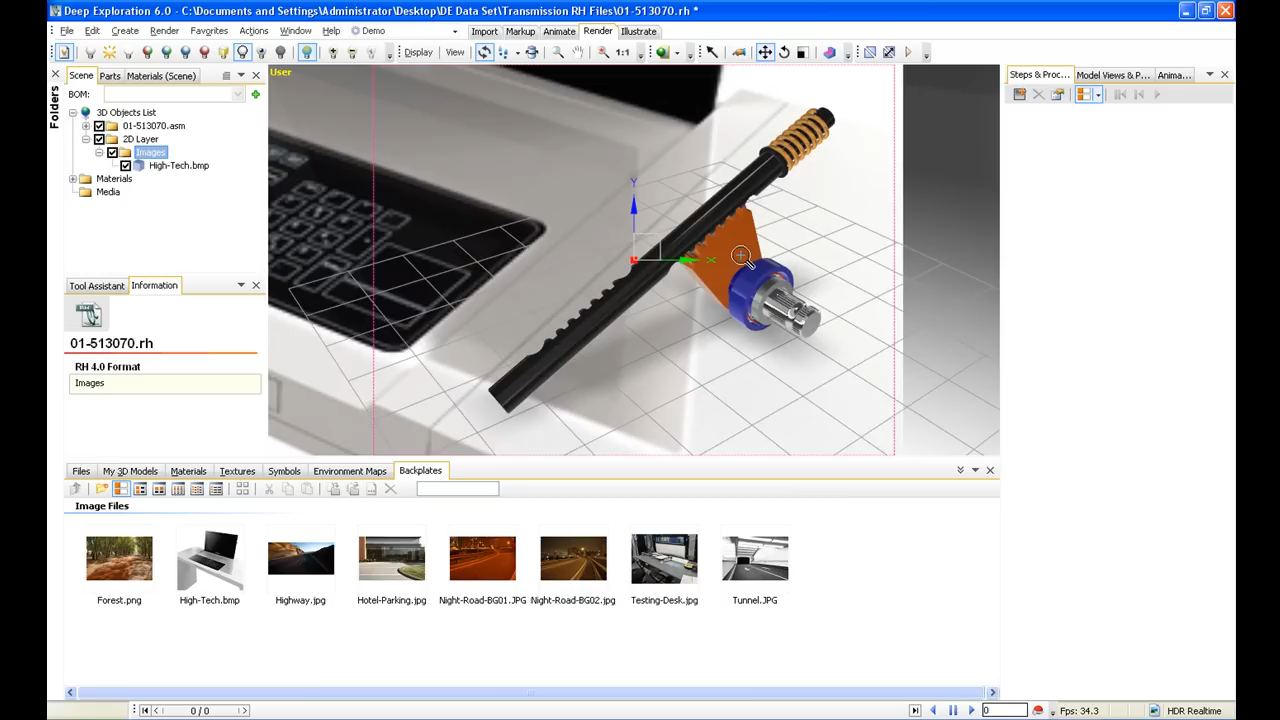 Deep Exploration 6.0 - C:\Documents and Settings\Administrator\Desktop\DE Data Set\Transmission RH Files\01-513070.rh *
File Edit Create Render Favorites Actions Window Help Demo Import Markup Animate Render Illustrate
Display View 1:1
Folders
Scene Parts Materials (Scene)
BOM:
3D Objects List
01-513070.asm
2D Layer
Images
High-Tech.bmp
Materials
Media
Tool Assistant Information
01-513070.rh
RH 4.0 Format
Images
User
Y
X
Steps & Proc... Model Views & P... Anima...
Files My 3D Models Materials Textures Symbols Environment Maps Backplates
Image Files
Forest.png High-Tech.bmp Highway.jpg Hotel-Parking.jpg Night-Road-BG01.JPG Night-Road-BG02.jpg Testing-Desk.jpg Tunnel.JPG
0 / 0 0 Fps: 34.3 HDR Realtime